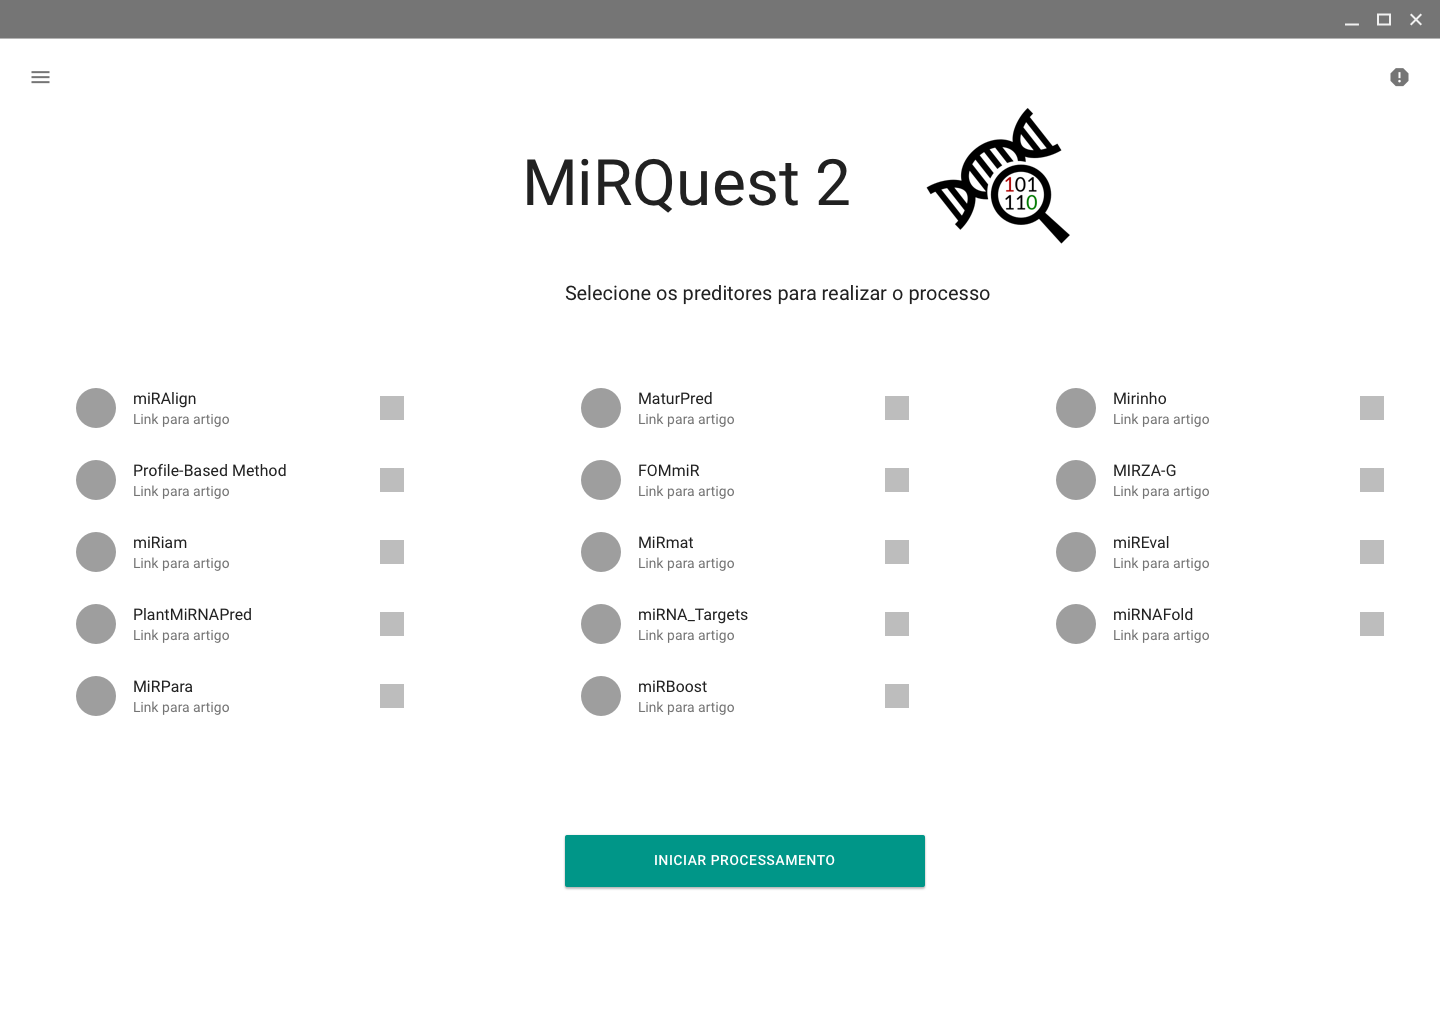 MiRQuest 2
101
110
Selecione os preditores para realizar o processo
miRAlign
Link para artigo
Profile-Based Method
Link para artigo
miRiam
Link para artigo
PlantMiRNAPred
Link para artigo
MiRPara
Link para artigo
MaturPred
Link para artigo
FOMmiR
Link para artigo
MiRmat
Link para artigo
miRNA_Targets
Link para artigo
miRBoost
Link para artigo
Mirinho
Link para artigo
MIRZA-G
Link para artigo
miREval
Link para artigo
miRNAFold
Link para artigo
INICIAR PROCESSAMENTO